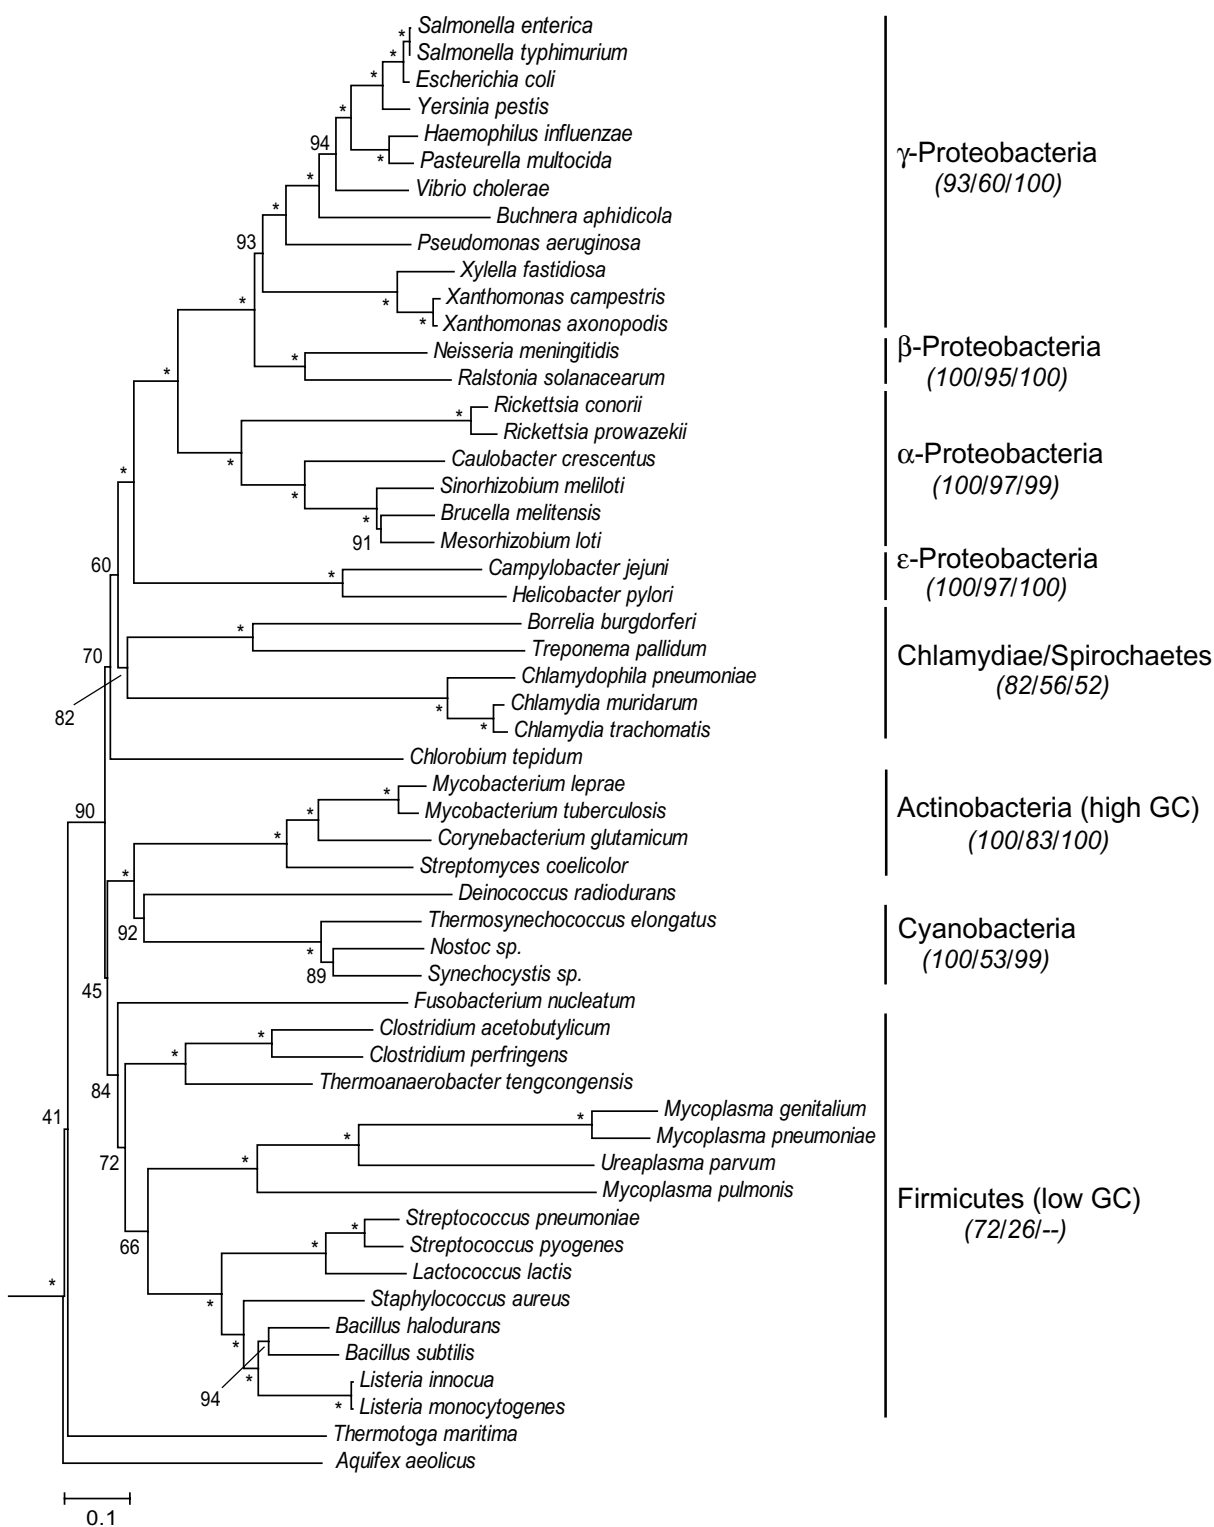 Salmonella enterica
*
Salmonella typhimurium
*
Escherichia coli
*
Yersinia pestis
*
Haemophilus influenzae
94
γ-Proteobacteria
Pasteurella multocida
*
(93/60/100)
*
Vibrio cholerae
*
Buchnera aphidicola
93
Pseudomonas aeruginosa
Xylella fastidiosa
*
*
Xanthomonas campestris
*
Xanthomonas axonopodis
β-Proteobacteria
*
Neisseria meningitidis
*
Ralstonia solanacearum
(100/95/100)
Rickettsia conorii
*
Rickettsia prowazekii
α-Proteobacteria
*
Caulobacter crescentus
*
Sinorhizobium meliloti
(100/97/99)
*
*
Brucella melitensis
91
Mesorhizobium loti
60
ε-Proteobacteria
*
Campylobacter jejuni
(100/97/100)
Helicobacter pylori
*
Borrelia burgdorferi
70
Treponema pallidum
Chlamydiae/Spirochaetes
Chlamydophila pneumoniae
(82/56/52)
*
Chlamydia muridarum
82
*
Chlamydia trachomatis
Chlorobium tepidum
*
Mycobacterium leprae
90
*
Mycobacterium tuberculosis
Actinobacteria (high GC)
*
Corynebacterium glutamicum
(100/83/100)
*
Streptomyces coelicolor
Deinococcus radiodurans
Thermosynechococcus elongatus
Cyanobacteria
92
*
Nostoc sp.
(100/53/99)
89
Synechocystis sp.
45
Fusobacterium nucleatum
*
Clostridium acetobutylicum
*
Clostridium perfringens
84
Thermoanaerobacter tengcongensis
41
*
Mycoplasma genitalium
*
Mycoplasma pneumoniae
72
*
Ureaplasma parvum
Mycoplasma pulmonis
Firmicutes (low GC)
*
Streptococcus pneumoniae
(72/26/--)
66
*
Streptococcus pyogenes
Lactococcus lactis
*
*
Staphylococcus aureus
Bacillus halodurans
*
Bacillus subtilis
*
Listeria innocua
94
*
Listeria monocytogenes
Thermotoga maritima
Aquifex aeolicus
0.1